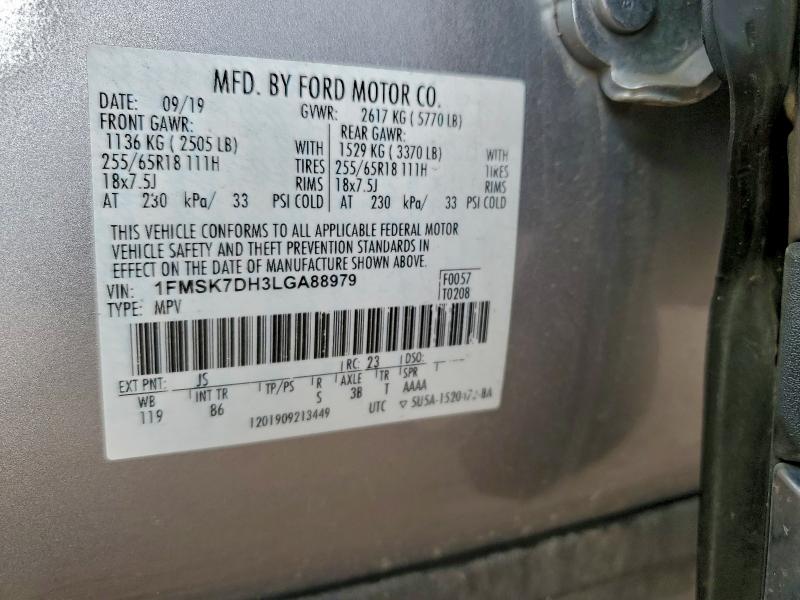 MFD. BY FORD MOTOR CO.
DATE: 09/19 GVWR: 2617 KG ( 5770 LB)
FRONT GAWR: REAR GAWR:
1136 KG ( 2505 LB) WITH 1529 KG ( 3370 LB) WITH
255/65R18 111H TIRES 255/65R18 111H TIRES
18x7.5J RIMS 18x7.5J RIMS
AT 230 kPa/ 33 PSI COLD AT 230 kPa/ 33 PSI COLD
THIS VEHICLE CONFORMS TO ALL APPLICABLE FEDERAL MOTOR
VEHICLE SAFETY AND THEFT PREVENTION STANDARDS IN
EFFECT ON THE DATE OF MANUFACTURE SHOWN ABOVE.
VIN: 1FMSK7DH3LGA88979 F0057
TYPE: MPV T0208
EXT PNT: JS RC: 23 DSO:
WB INT TR TP/PS R AXLE TR SPR
119 B6 S 3B T AAAA
1201909213449 UTC